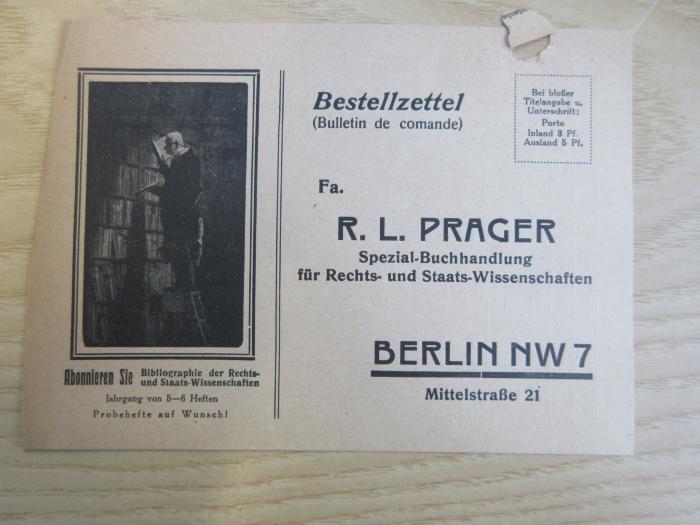 Bestellzettel
(Bulletin de comande)
Bei bloßer
Titelangabe u.
Unterschrift:
Porto
Inland 3 Pf.
Ausland 5 Pf.
Fa.
R. L. PRAGER
Spezial-Buchhandlung
für Rechts- und Staats-Wissenschaften
BERLIN NW 7
Mittelstraße 21
Abonnieren Sie Bibliographie der Rechts-
und Staats-Wissenschaften
Jahrgang von 5—6 Heften
Probehefte auf Wunsch!